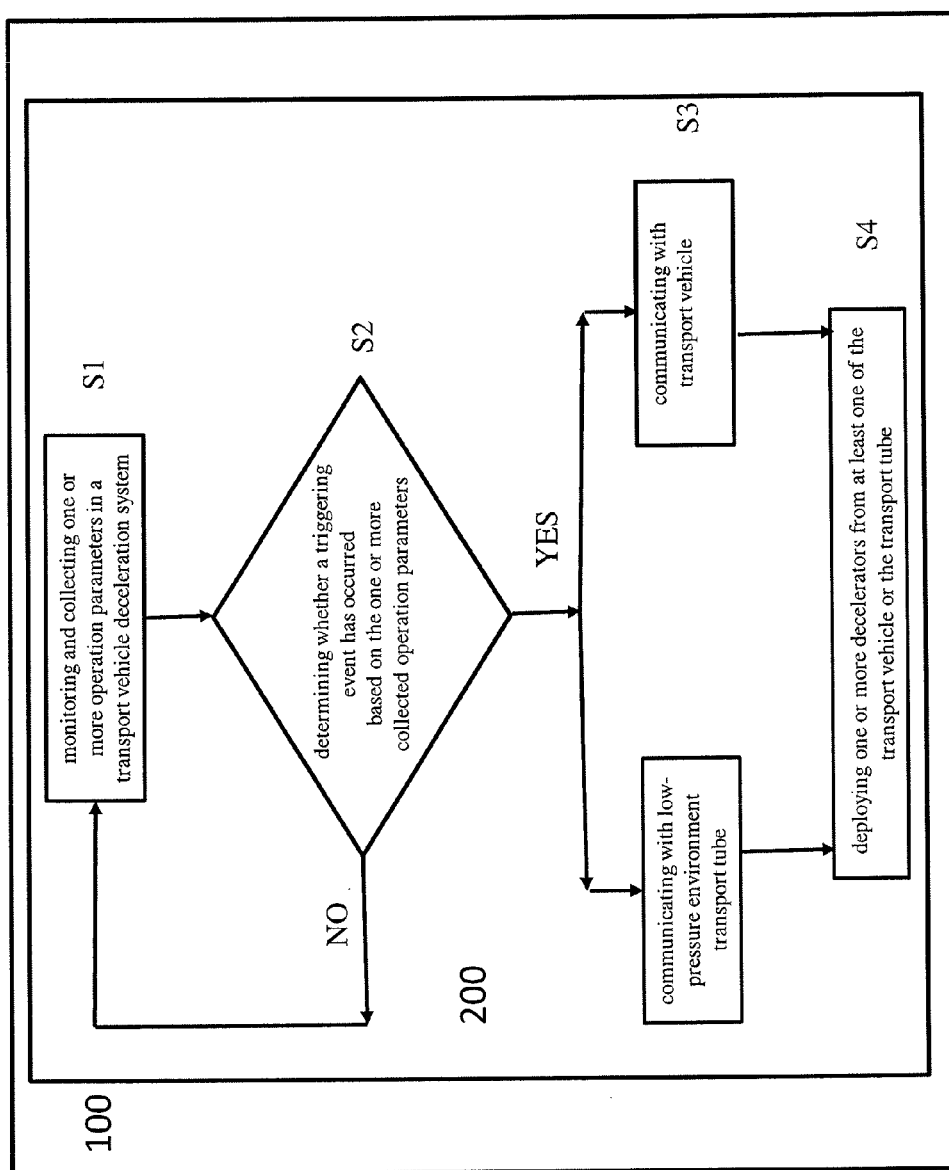 100
monitoring and collecting one or
more operation parameters in a
transport vehicle deceleration system
S1
determining whether a triggering
event has occurred
based on the one or more
collected operation parameters
S2
NO
YES
200
communicating with low-
pressure environment
transport tube
communicating with
transport vehicle
S3
deploying one or more decelerators from at least one of the
transport vehicle or the transport tube
S4